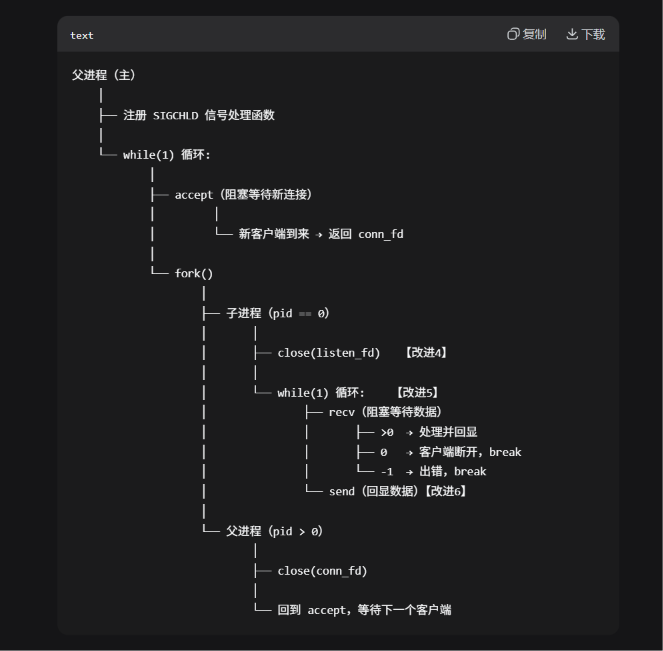 text
复制 下载
父进程（主）
│
├── 注册 SIGCHLD 信号处理函数
│
└── while(1) 循环:
│
├── accept（阻塞等待新连接）
│ │
│ └── 新客户端到来 → 返回 conn_fd
│
└── fork()
│
├── 子进程（pid == 0）
│ │
│ ├── close(listen_fd) 【改进4】
│ │
│ └── while(1) 循环: 【改进5】
│ ├── recv（阻塞等待数据）
│ │ ├── >0 → 处理并回显
│ │ ├── 0 → 客户端断开，break
│ │ └── -1 → 出错，break
│ └── send（回显数据）【改进6】
│
└── 父进程（pid > 0）
│
├── close(conn_fd)
│
└── 回到 accept，等待下一个客户端